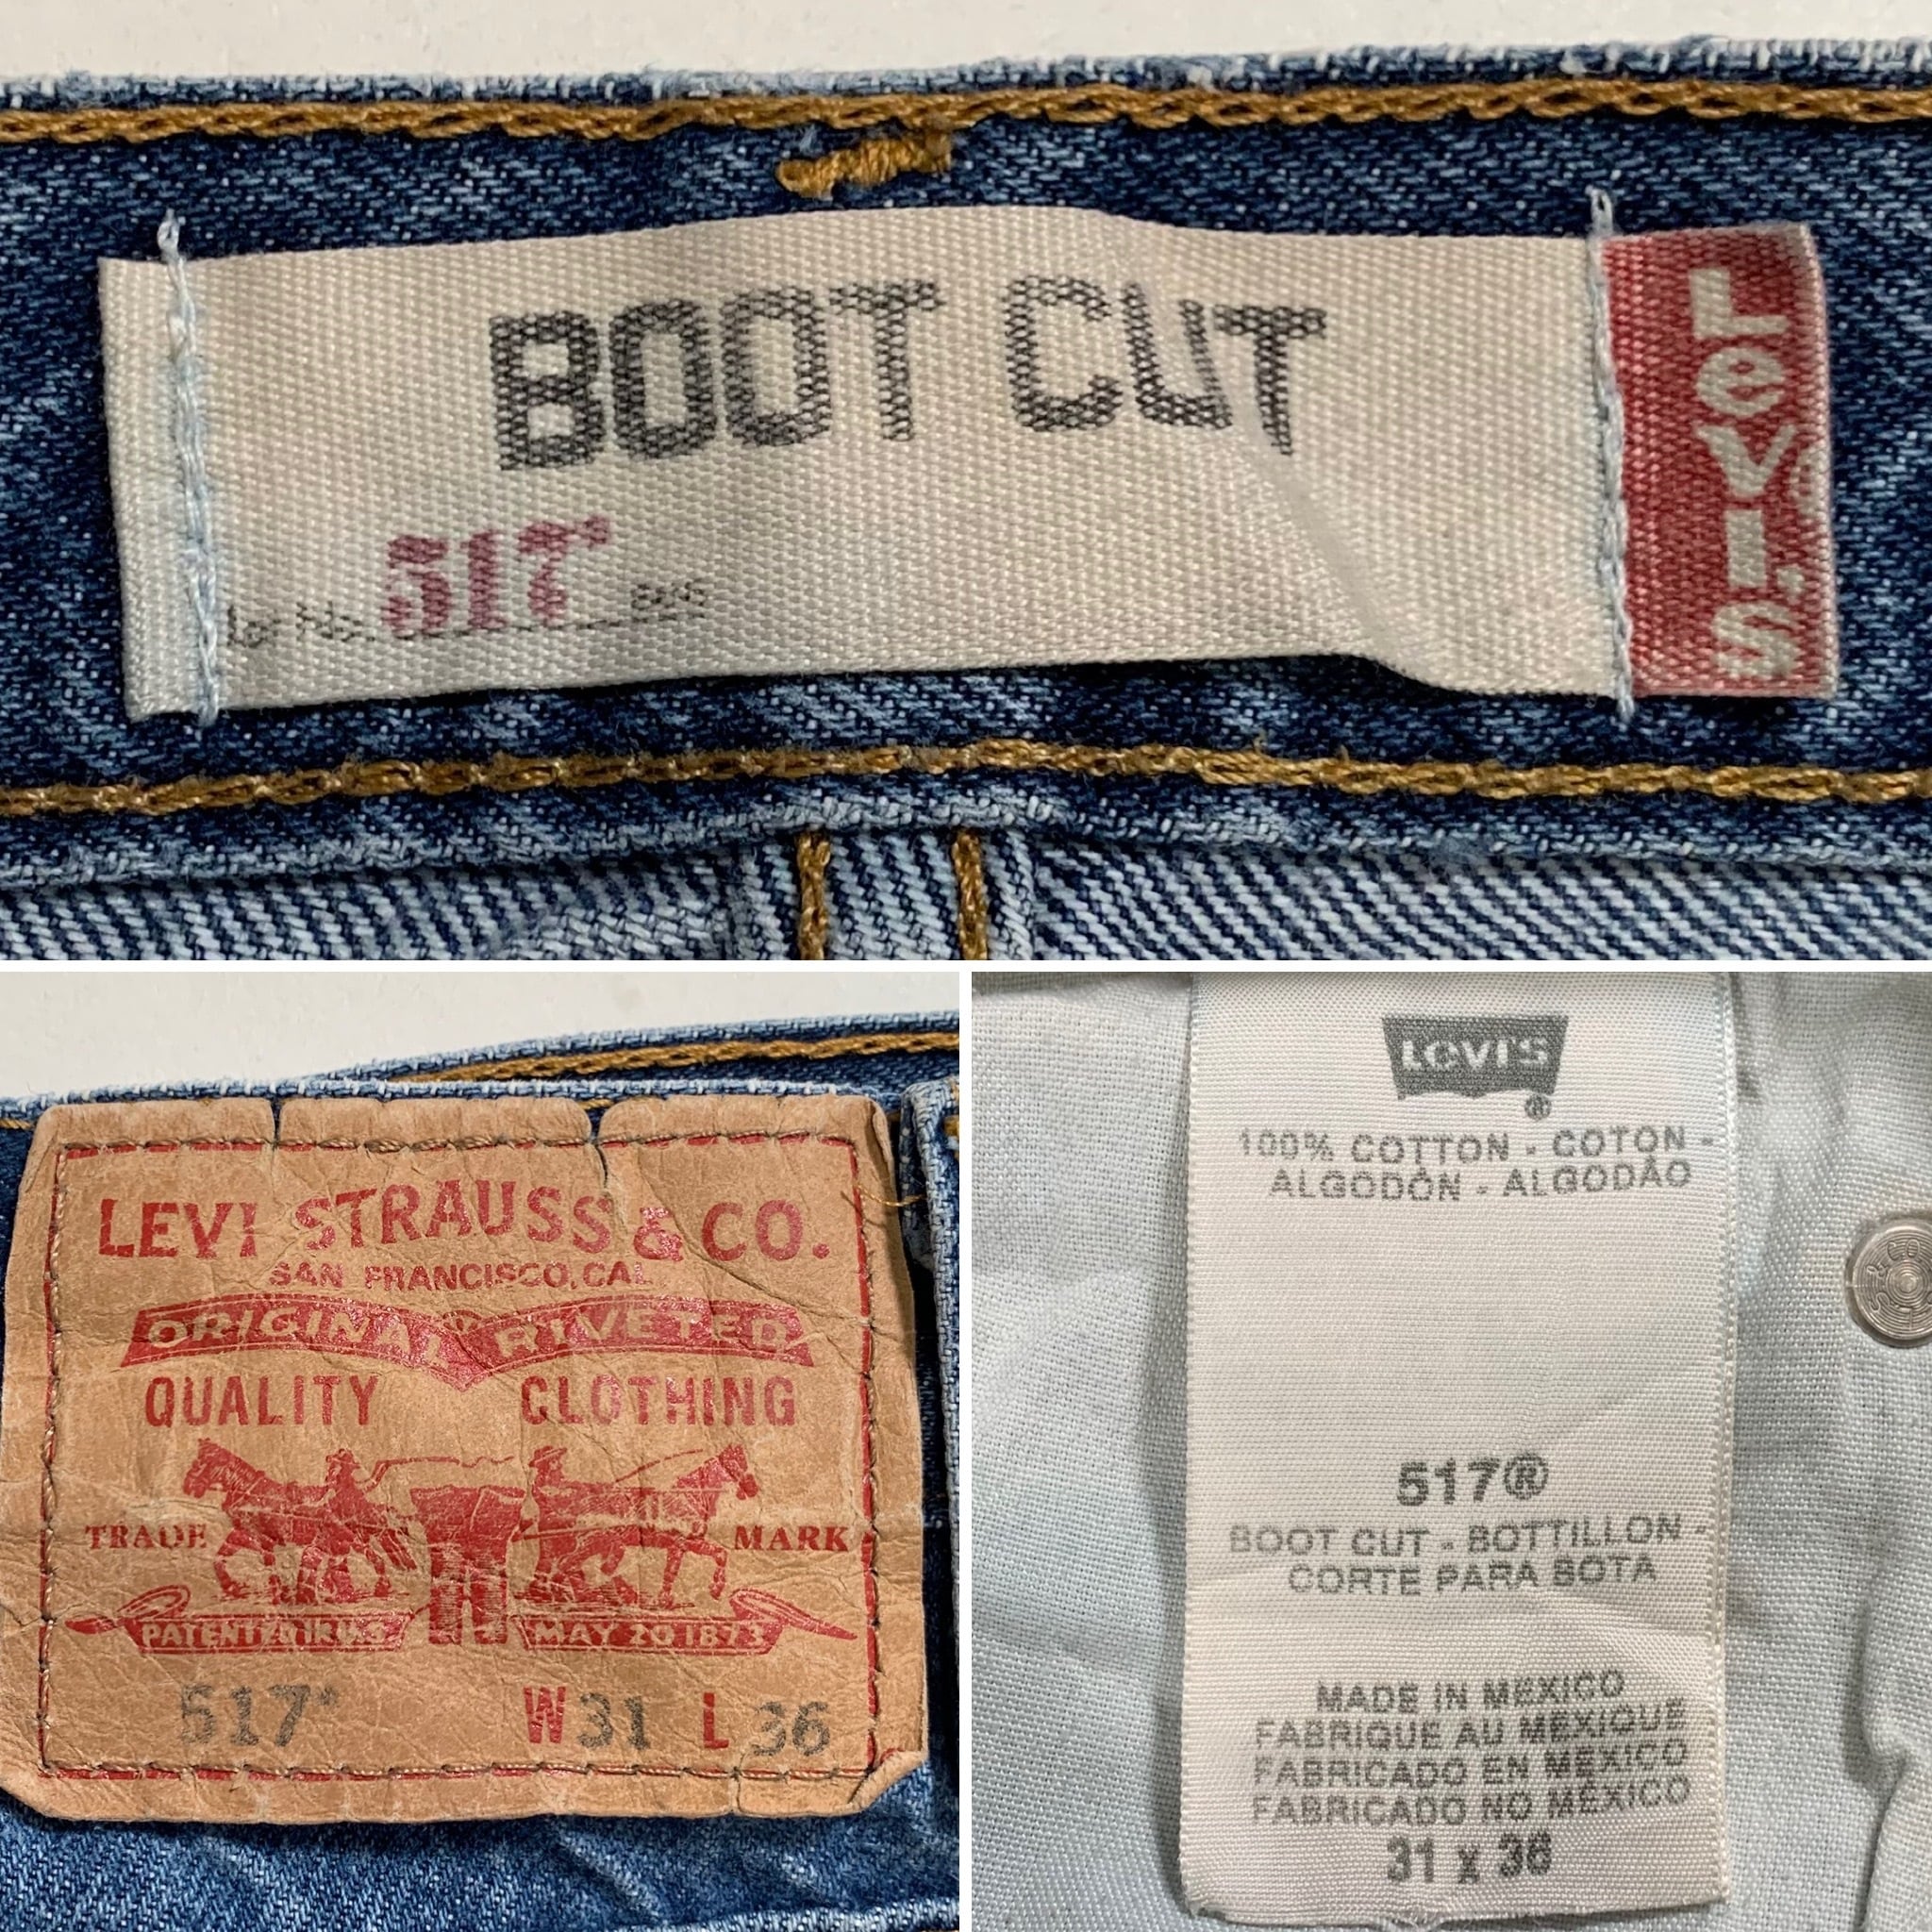 BOOT CUT
517
Levi's
LEVI STRAUSS & CO.
SAN FRANCISCO, CAL
ORIGINAL RIVETED
QUALITY CLOTHING
TRADE MARK
MAY 20 1873
517 W31 L36
LEVI'S
®
100% COTTON - COTON -
ALGODÓN - ALGODÃO
517®
BOOT CUT - BOTTILLON -
CORTE PARA BOTA
MADE IN MEXICO
FABRIQUE AU MEXIQUE
FABRICADO EN MEXICO
FABRICADO NO MÉXICO
31 x 36